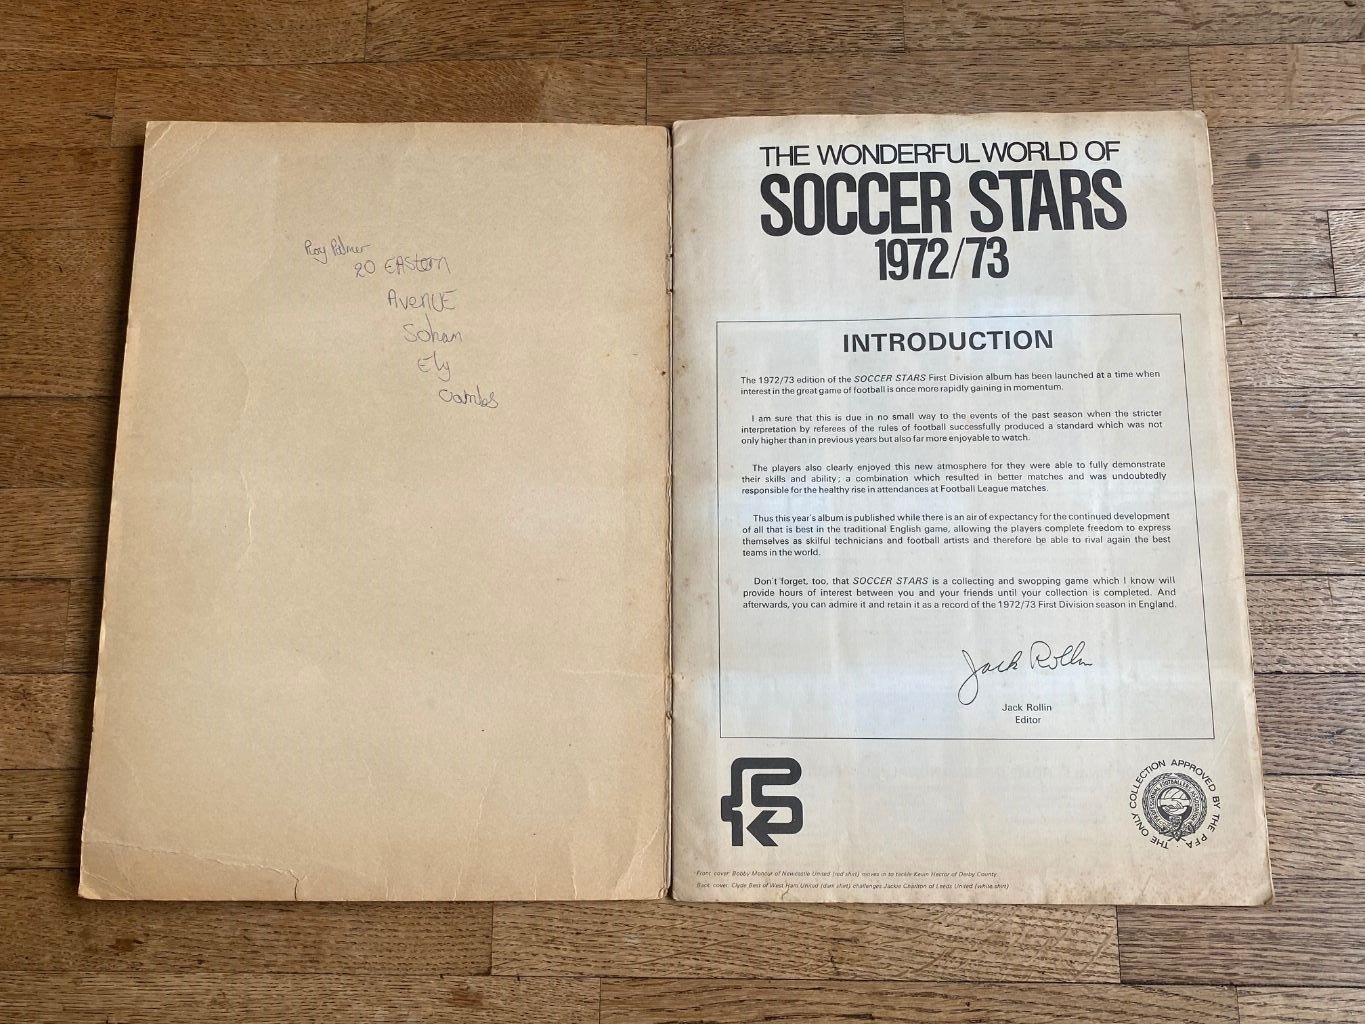 Roy Palmer
20 EAStern
AvenUE
Soham
Ely
Cambs
THE WONDERFUL WORLD OF
SOCCER STARS
1972/73
INTRODUCTION
The 1972/73 edition of the SOCCER STARS First Division album has been launched at a time when
interest in the great game of football is once more rapidly gaining in momentum.
I am sure that this is due in no small way to the events of the past season when the stricter
interpretation by referees of the rules of football successfully produced a standard which was not
only higher than in previous years but also far more enjoyable to watch.
The players also clearly enjoyed this new atmosphere for they were able to fully demonstrate
their skills and ability; a combination which resulted in better matches and was undoubtedly
responsible for the healthy rise in attendances at Football League matches.
Thus this year's album is published while there is an air of expectancy for the continued development
of all that is best in the traditional English game, allowing the players complete freedom to express
themselves as skilful technicians and football artists and therefore be able to rival again the best
teams in the world.
Don't forget, too, that SOCCER STARS is a collecting and swopping game which I know will
provide hours of interest between you and your friends until your collection is completed. And
afterwards, you can admire it and retain it as a record of the 1972/73 First Division season in England.
Jack Rollin
Jack Rollin
Editor
THE ONLY COLLECTION APPROVED BY THE PFA
PROFESSIONAL FOOTBALLERS ASSOCIATION
Front cover: Bobby Moncur of Newcastle United (red shirt) moves in to tackle Kevin Hector of Derby County.
Back cover: Clyde Best of West Ham United (dark shirt) challenges Jackie Charlton of Leeds United (white shirt)